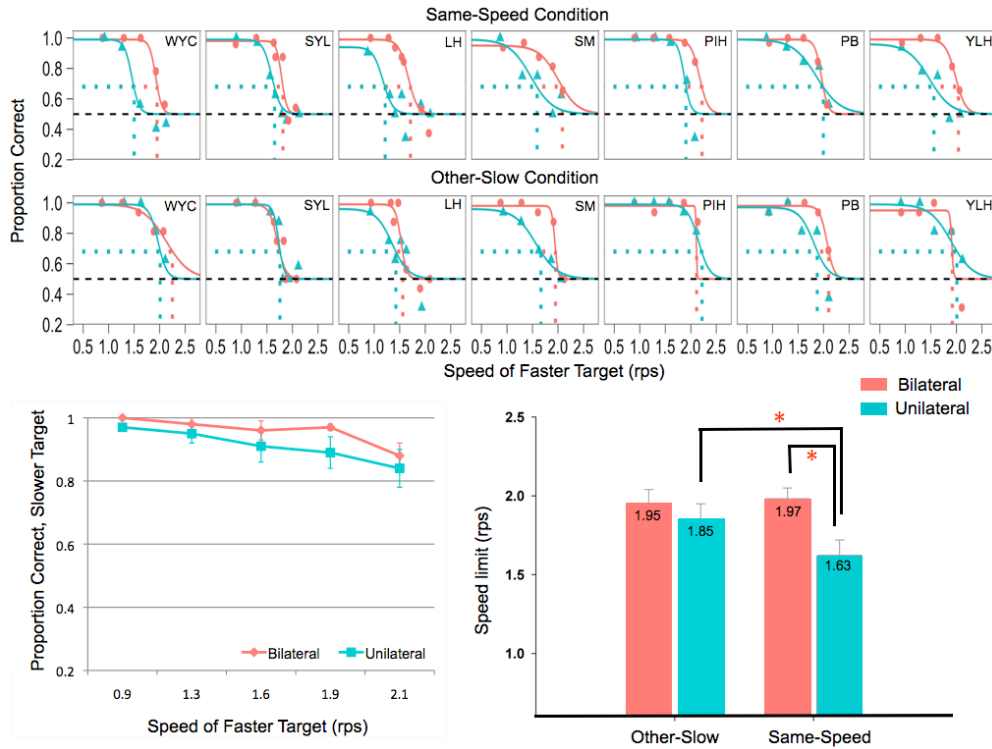 Same-Speed Condition
Proportion Correct
1.0
0.8
0.6
0.4
0.2
WYC
SYL
LH
SM
PIH
PB
YLH
Other-Slow Condition
1.0
0.8
0.6
0.4
0.2
WYC
SYL
LH
SM
PIH
PB
YLH
0.5 1.0 1.5 2.0 2.5 0.5 1.0 1.5 2.0 2.5 0.5 1.0 1.5 2.0 2.5 0.5 1.0 1.5 2.0 2.5 0.5 1.0 1.5 2.0 2.5 0.5 1.0 1.5 2.0 2.5 0.5 1.0 1.5 2.0 2.5
Speed of Faster Target (rps)
Proportion Correct, Slower Target
1
0.8
0.6
0.4
0.2
Bilateral
Unilateral
0.9 1.3 1.6 1.9 2.1
Speed of Faster Target (rps)
Bilateral
Unilateral
Speed limit (rps)
2.5
2.0
1.5
1.0
*
*
1.95
1.85
1.97
1.63
Other-Slow
Same-Speed